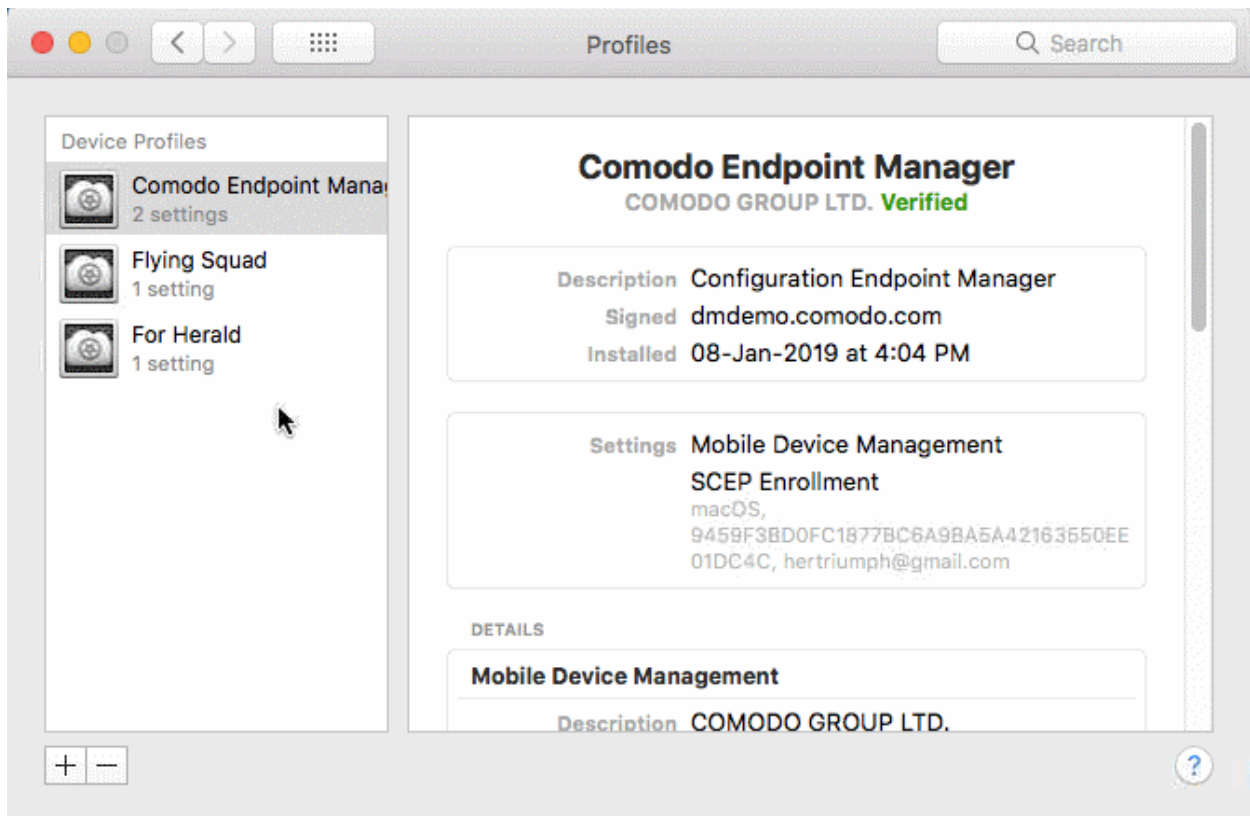 Profiles
Search
Device Profiles
Comodo Endpoint Mana
2 settings
Flying Squad
1 setting
For Herald
1 setting
Comodo Endpoint Manager
COMODO GROUP LTD. Verified
Description Configuration Endpoint Manager
Signed dmdemo.comodo.com
Installed 08-Jan-2019 at 4:04 PM
Settings Mobile Device Management
SCEP Enrollment
macOS,
9459F3BD0FC1877BC6A9BA5A42163550EE
01DC4C, hertriumph@gmail.com
DETAILS
Mobile Device Management
Description COMODO GROUP LTD.
+ −
?